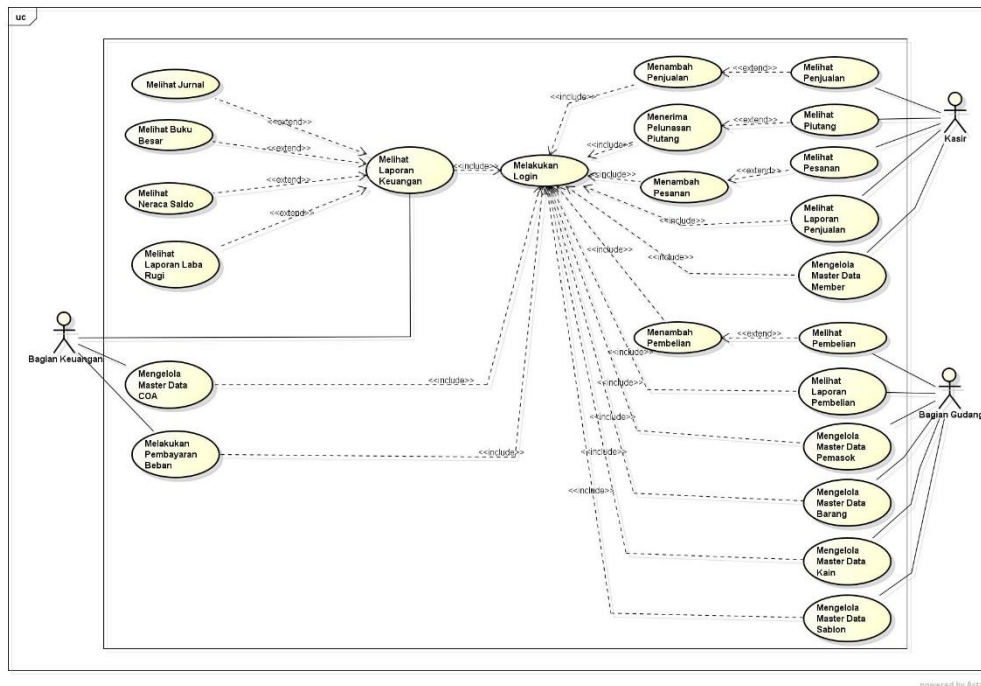 uc
Melihat Jurnal
Melihat Buku
Besar
Melihat
Neraca Saldo
Melihat
Laporan Laba
Rugi
<<extend>>
<<extend>>
<<extend>>
<<extend>>
Melihat
Laporan
Keuangan
<<include>>
Melakukan
Login
Bagian Keuangan
Mengelola
Master Data
COA
<<include>>
Melakukan
Pembayaran
Beban
<<include>>
Menambah
Penjualan
<<extend>>
Melihat
Penjualan
<<include>>
Menerima
Pelunasan
Piutang
<<extend>>
Melihat
Piutang
<<include>>
Menambah
Pesanan
<<extend>>
Melihat
Pesanan
<<include>>
Melihat
Laporan
Penjualan
<<include>>
Mengelola
Master Data
Member
<<include>>
Kasir
Menambah
Pembelian
<<extend>>
Melihat
Pembelian
<<include>>
Melihat
Laporan
Pembelian
<<include>>
Mengelola
Master Data
Pemasok
<<include>>
Mengelola
Master Data
Barang
<<include>>
Mengelola
Master Data
Kain
<<include>>
Mengelola
Master Data
Sablon
<<include>>
Bagian Gudang
powered by Asta